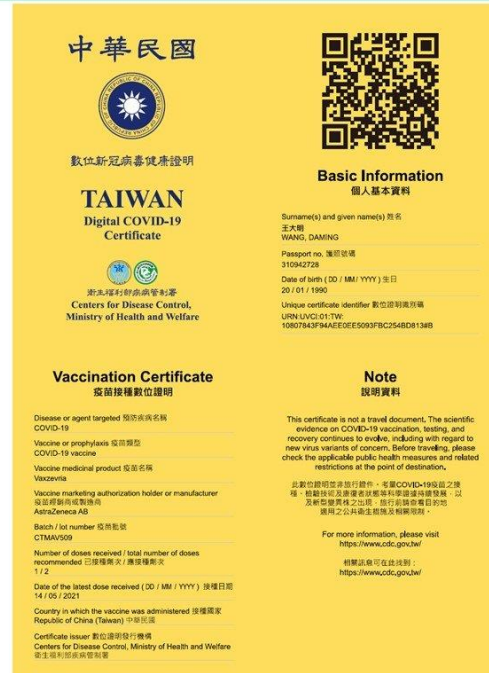 中華民國
REPUBLIC OF CHINA REPUBLIC OF CHINA
數位新冠病毒健康證明
TAIWAN
Digital COVID-19
Certificate
衛生福利部疾病管制署
Centers for Disease Control,
Ministry of Health and Welfare
Basic Information
個人基本資料
Surname(s) and given name(s) 姓名
王大明
WANG, DAMING
Passport no. 護照號碼
310942728
Date of birth ( DD / MM / YYYY ) 生日
20 / 01 / 1990
Unique certificate identifier 數位證明識別碼
URN:UVCI:01:TW:
10807843F94AEE0EE5093FBC254BD813#B
Vaccination Certificate
疫苗接種數位證明
Disease or agent targeted 預防疾病名稱
COVID-19
Vaccine or prophylaxis 疫苗類型
COVID-19 vaccine
Vaccine medicinal product 疫苗名稱
Vaxzevria
Vaccine marketing authorization holder or manufacturer
疫苗經銷商或製造商
AstraZeneca AB
Batch / lot number 疫苗批號
CTMAV509
Number of doses received / total number of doses
recommended 已接種劑次 / 應接種劑次
1 / 2
Date of the latest dose received ( DD / MM / YYYY ) 接種日期
14 / 05 / 2021
Country in which the vaccine was administered 接種國家
Republic of China (Taiwan) 中華民國
Certificate issuer 數位證明發行機構
Centers for Disease Control, Ministry of Health and Welfare
衛生福利部疾病管制署
Note
說明資料
This certificate is not a travel document. The scientific
evidence on COVID-19 vaccination, testing, and
recovery continues to evolve, including with regard to
new virus variants of concern. Before traveling, please
check the applicable public health measures and related
restrictions at the point of destination.
此數位證明並非旅行證件。考量COVID-19疫苗之接
種、檢驗技術及康復者狀態等科學證據持續發展，以
及新型變異株之出現，旅行前請查看目的地
適用之公共衛生措施及相關限制。
For more information, please visit
https://www.cdc.gov.tw/
相關訊息可在此找到：
https://www.cdc.gov.tw/